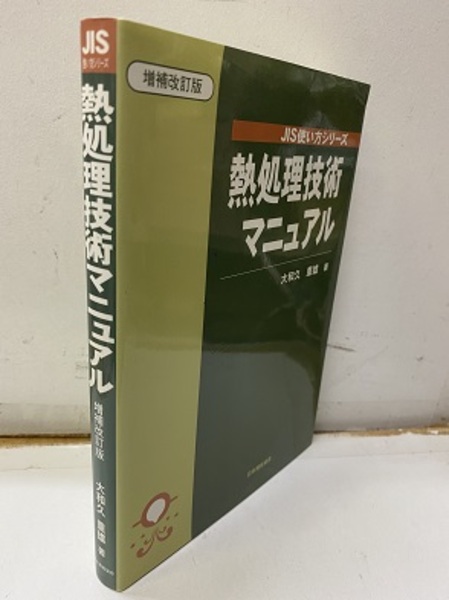 JIS
使い方シリーズ
熱処理技術マニュアル
増補改訂版
大和久 重雄 著
増補改訂版
JIS使い方シリーズ
熱処理技術
マニュアル
大和久 重雄 著